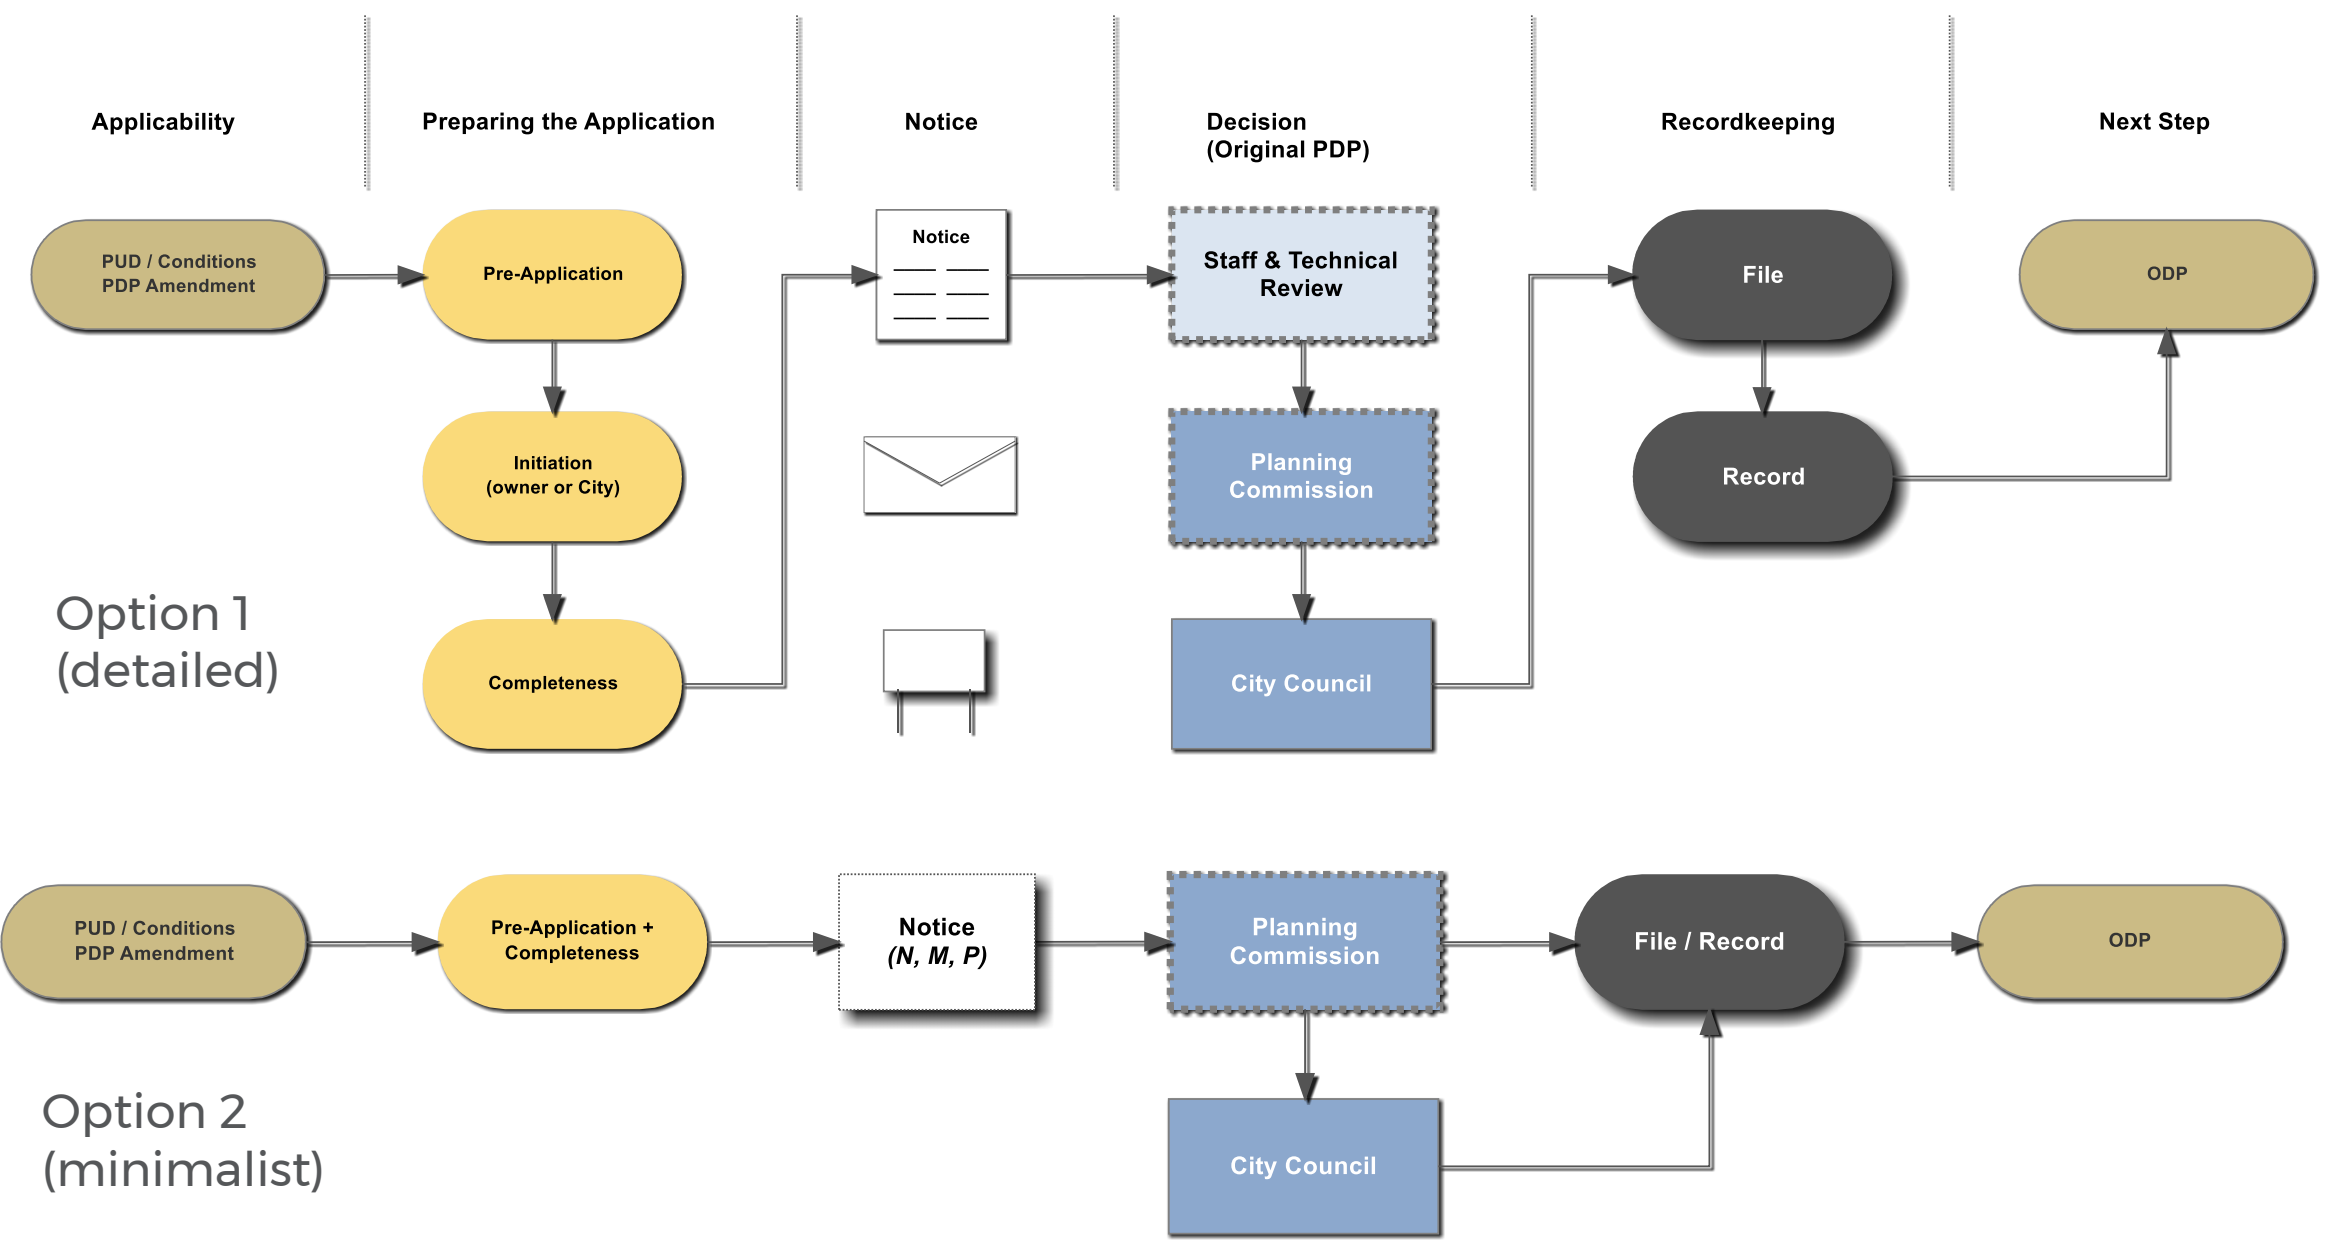 Applicability
Preparing the Application
Notice
Decision
(Original PDP)
Recordkeeping
Next Step
PUD / Conditions
PDP Amendment
Pre-Application
Notice
Staff & Technical
Review
File
ODP
Initiation
(owner or City)
Planning
Commission
Record
Option 1
(detailed)
Completeness
City Council
PUD / Conditions
PDP Amendment
Pre-Application +
Completeness
Notice
(N, M, P)
Planning
Commission
File / Record
ODP
Option 2
(minimalist)
City Council